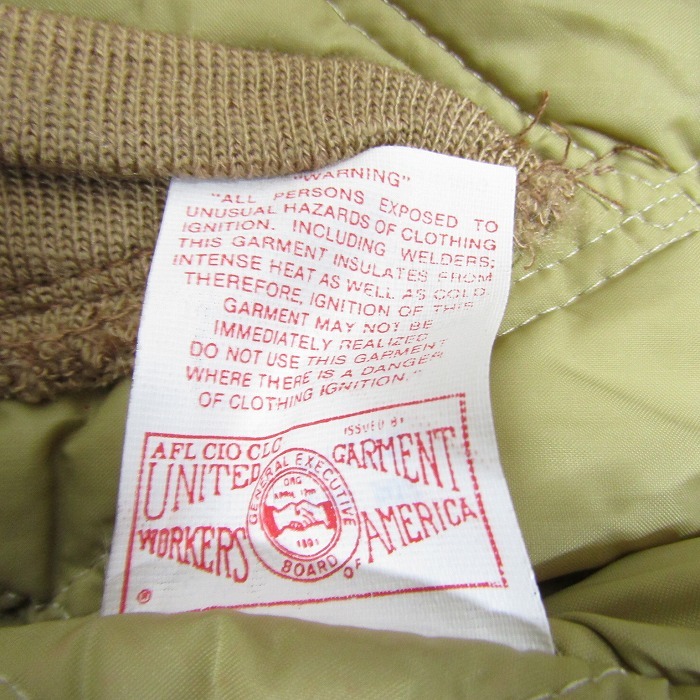 "WARNING"
"ALL PERSONS EXPOSED TO
UNUSUAL HAZARDS OF CLOTHING
IGNITION. INCLUDING WELDERS;
THIS GARMENT INSULATES FROM
INTENSE HEAT AS WELL AS COLD.
THEREFORE, IGNITION OF THIS
GARMENT MAY NOT BE
IMMEDIATELY REALIZED
DO NOT USE THIS GARMENT
WHERE THERE IS A DANGER
OF CLOTHING IGNITION."
ISSUED BY
AFL CIO CLC
UNITED GARMENT
WORKERS OF AMERICA
GENERAL EXECUTIVE
BOARD
ORG
APRIL 12TH
1891
®